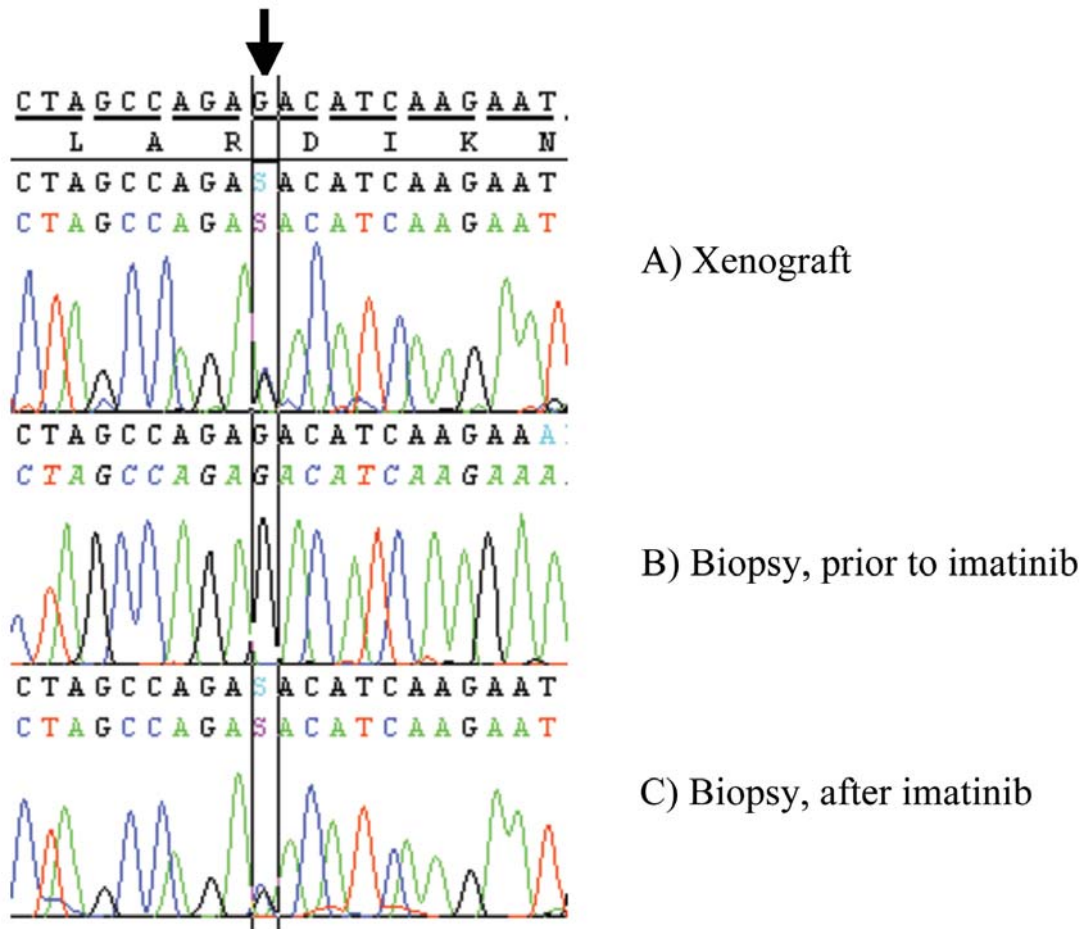 CTAGCCAGAGACATCAAGAAT
L A R D I K N
CTAGCCAGASACATCAAGAAT
CTAGCCAGASACATCAAGAAT
A) Xenograft
CTAGCCAGAGACATCAAGAAA
CTAGCCAGAGACATCAAGAAA
B) Biopsy, prior to imatinib
CTAGCCAGASACATCAAGAAT
CTAGCCAGASACATCAAGAAT
C) Biopsy, after imatinib